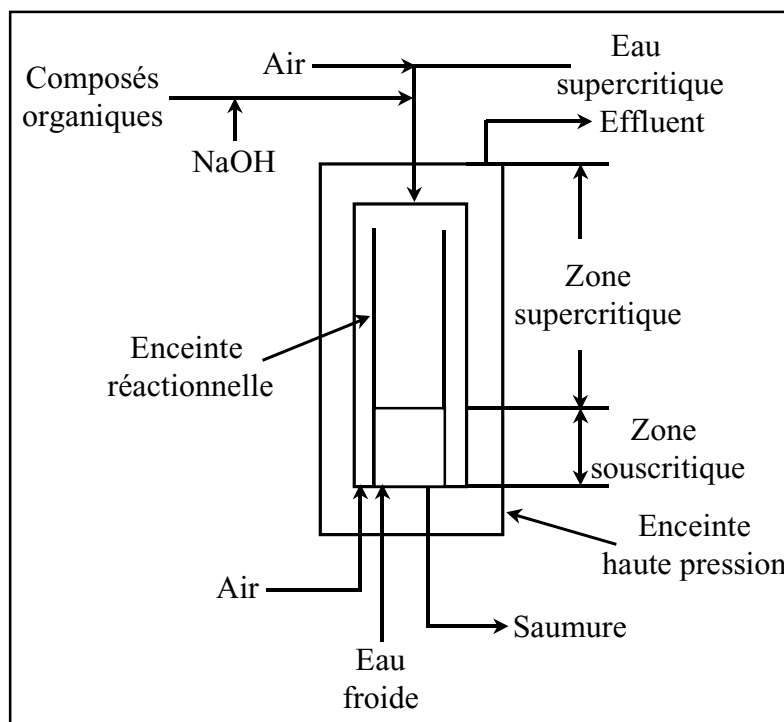 Air
Eau
supercritique
Composés
organiques
Effluent
NaOH
Zone
supercritique
Enceinte
réactionnelle
Zone
souscritique
Enceinte
haute pression
Air
Saumure
Eau
froide